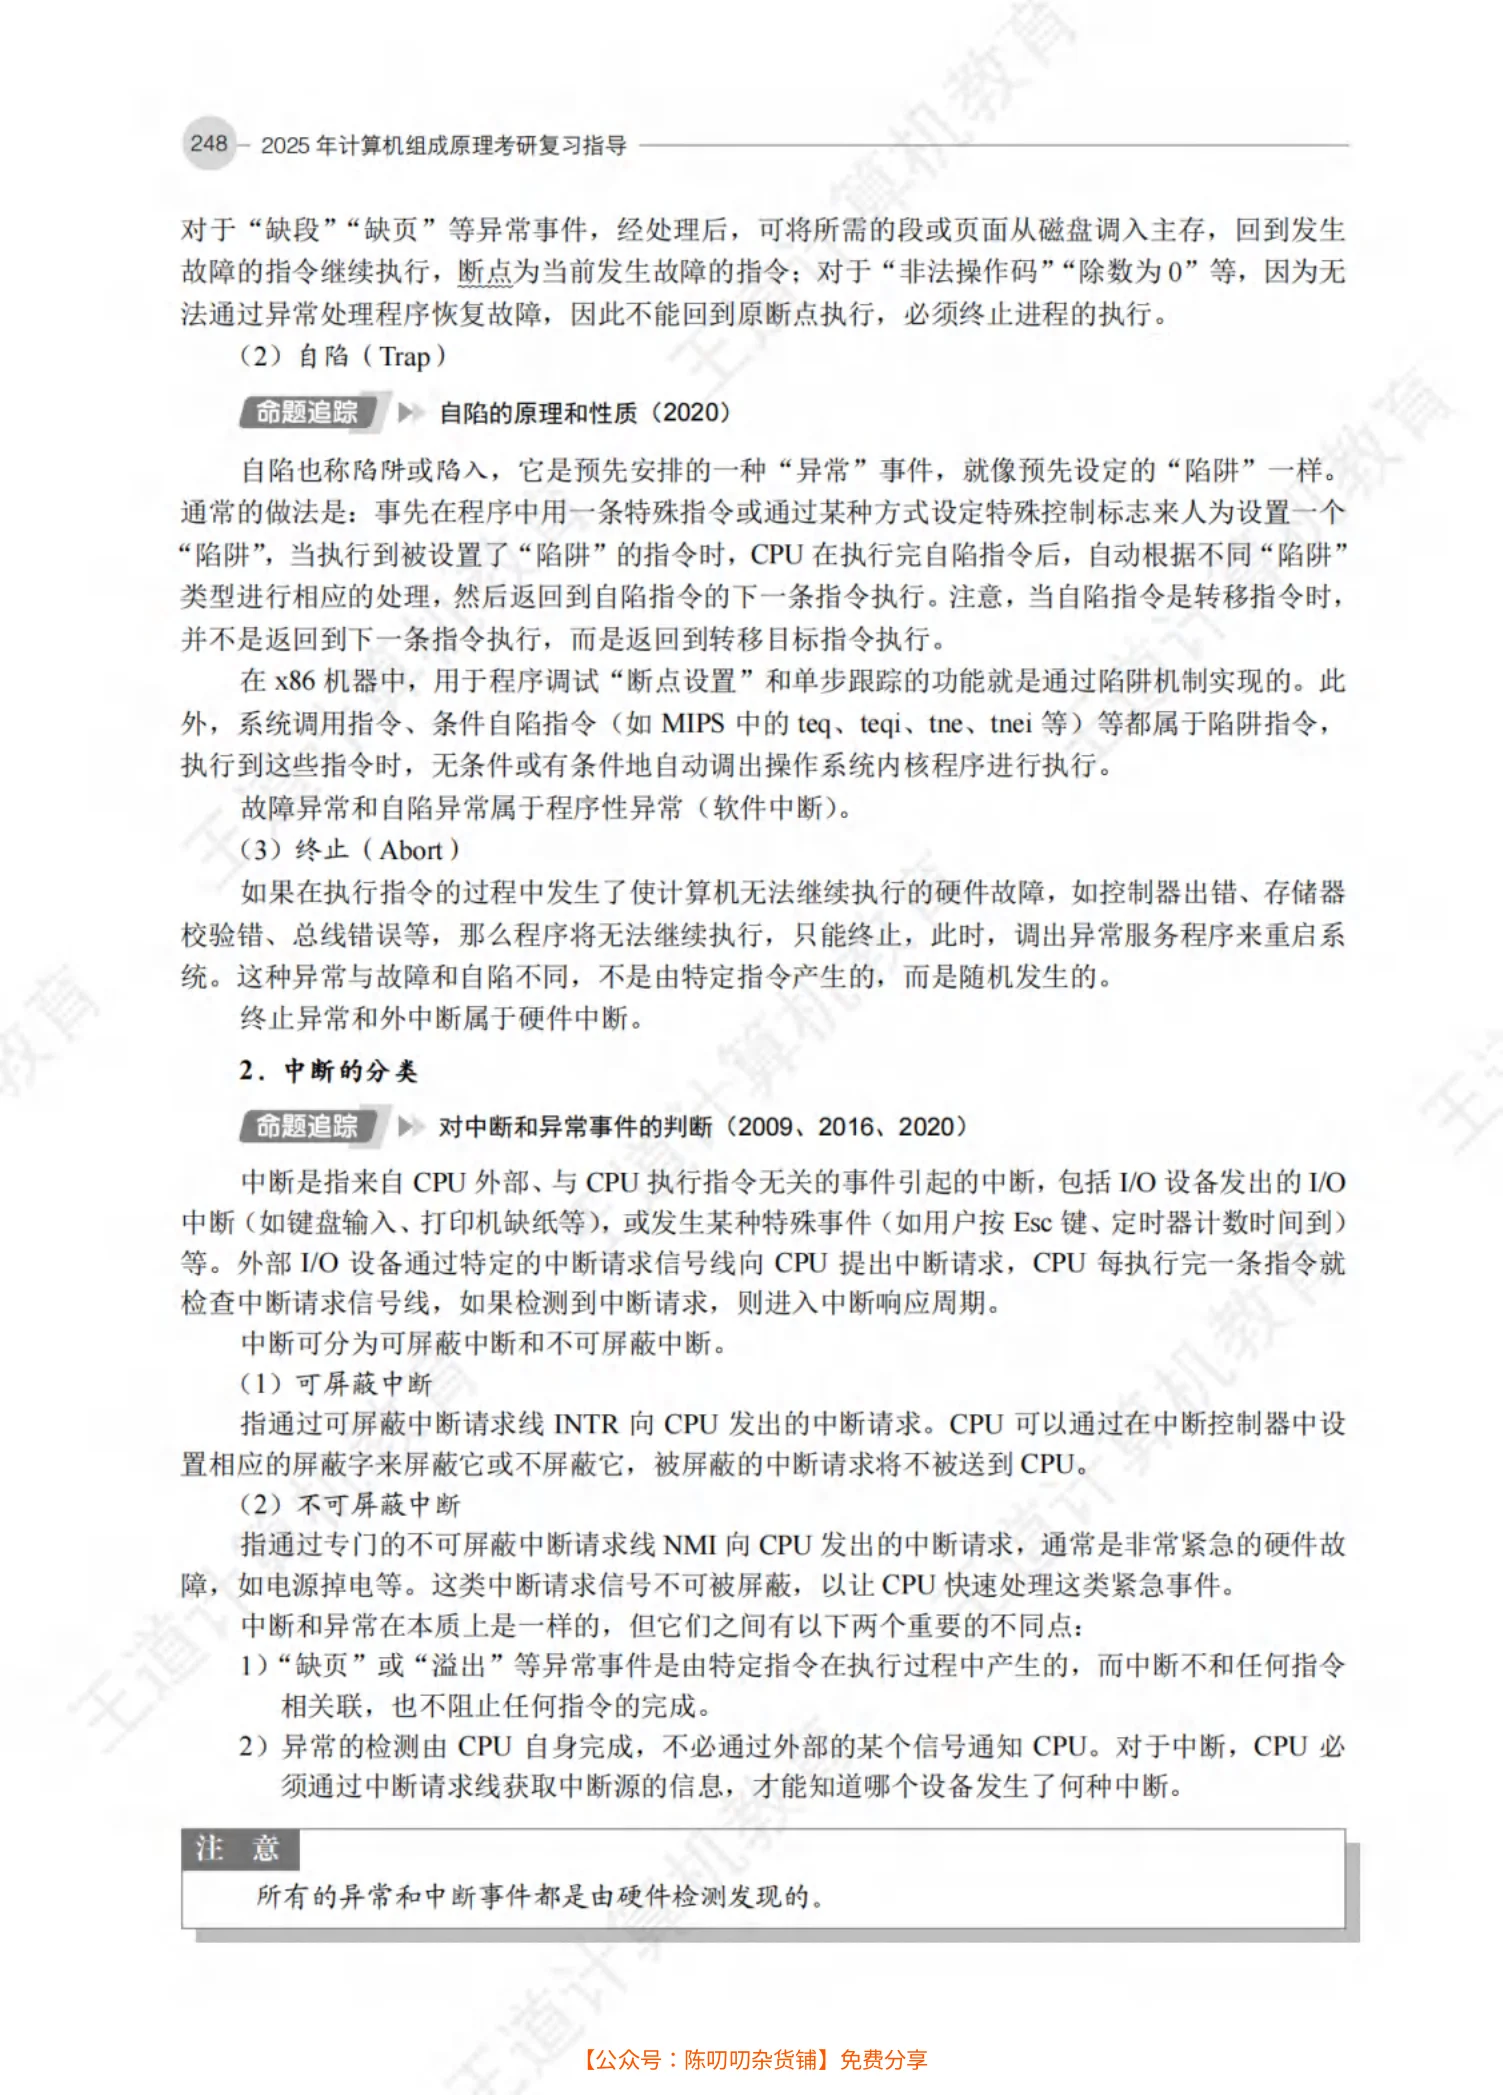 248 2025 年计算机组成原理考研复习指导
对于“缺段”“缺页”等异常事件，经处理后，可将所需的段或页面从磁盘调入主存，回到发生
故障的指令继续执行，断点为当前发生故障的指令；对于“非法操作码”“除数为 0”等，因为无
法通过异常处理程序恢复故障，因此不能回到原断点执行，必须终止进程的执行。
（2）自陷（Trap）
命题追踪 自陷的原理和性质（2020）
自陷也称陷阱或陷入，它是预先安排的一种“异常”事件，就像预先设定的“陷阱”一样。
通常的做法是：事先在程序中用一条特殊指令或通过某种方式设定特殊控制标志来人为设置一个
“陷阱”，当执行到被设置了“陷阱”的指令时，CPU 在执行完自陷指令后，自动根据不同“陷阱”
类型进行相应的处理，然后返回到自陷指令的下一条指令执行。注意，当自陷指令是转移指令时，
并不是返回到下一条指令执行，而是返回到转移目标指令执行。
在 x86 机器中，用于程序调试“断点设置”和单步跟踪的功能就是通过陷阱机制实现的。此
外，系统调用指令、条件自陷指令（如 MIPS 中的 teq、teqi、tne、tnei 等）等都属于陷阱指令，
执行到这些指令时，无条件或有条件地自动调出操作系统内核程序进行执行。
故障异常和自陷异常属于程序性异常（软件中断）。
（3）终止（Abort）
如果在执行指令的过程中发生了使计算机无法继续执行的硬件故障，如控制器出错、存储器
校验错、总线错误等，那么程序将无法继续执行，只能终止，此时，调出异常服务程序来重启系
统。这种异常与故障和自陷不同，不是由特定指令产生的，而是随机发生的。
终止异常和外中断属于硬件中断。
2．中断的分类
命题追踪 对中断和异常事件的判断（2009、2016、2020）
中断是指来自 CPU 外部、与 CPU 执行指令无关的事件引起的中断，包括 I/O 设备发出的 I/O
中断（如键盘输入、打印机缺纸等），或发生某种特殊事件（如用户按 Esc 键、定时器计数时间到）
等。外部 I/O 设备通过特定的中断请求信号线向 CPU 提出中断请求，CPU 每执行完一条指令就
检查中断请求信号线，如果检测到中断请求，则进入中断响应周期。
中断可分为可屏蔽中断和不可屏蔽中断。
（1）可屏蔽中断
指通过可屏蔽中断请求线 INTR 向 CPU 发出的中断请求。CPU 可以通过在中断控制器中设
置相应的屏蔽字来屏蔽它或不屏蔽它，被屏蔽的中断请求将不被送到 CPU。
（2）不可屏蔽中断
指通过专门的不可屏蔽中断请求线 NMI 向 CPU 发出的中断请求，通常是非常紧急的硬件故
障，如电源掉电等。这类中断请求信号不可被屏蔽，以让 CPU 快速处理这类紧急事件。
中断和异常在本质上是一样的，但它们之间有以下两个重要的不同点：
1）“缺页”或“溢出”等异常事件是由特定指令在执行过程中产生的，而中断不和任何指令
相关联，也不阻止任何指令的完成。
2）异常的检测由 CPU 自身完成，不必通过外部的某个信号通知 CPU。对于中断，CPU 必
须通过中断请求线获取中断源的信息，才能知道哪个设备发生了何种中断。
注 意
所有的异常和中断事件都是由硬件检测发现的。
【公众号：陈叨叨杂货铺】免费分享
王道计算机教育
王道计算机教育
王道计算机教育
王道计算机教育
教育
王
王道计算机教育
王道计算机教育
王道计算机教育